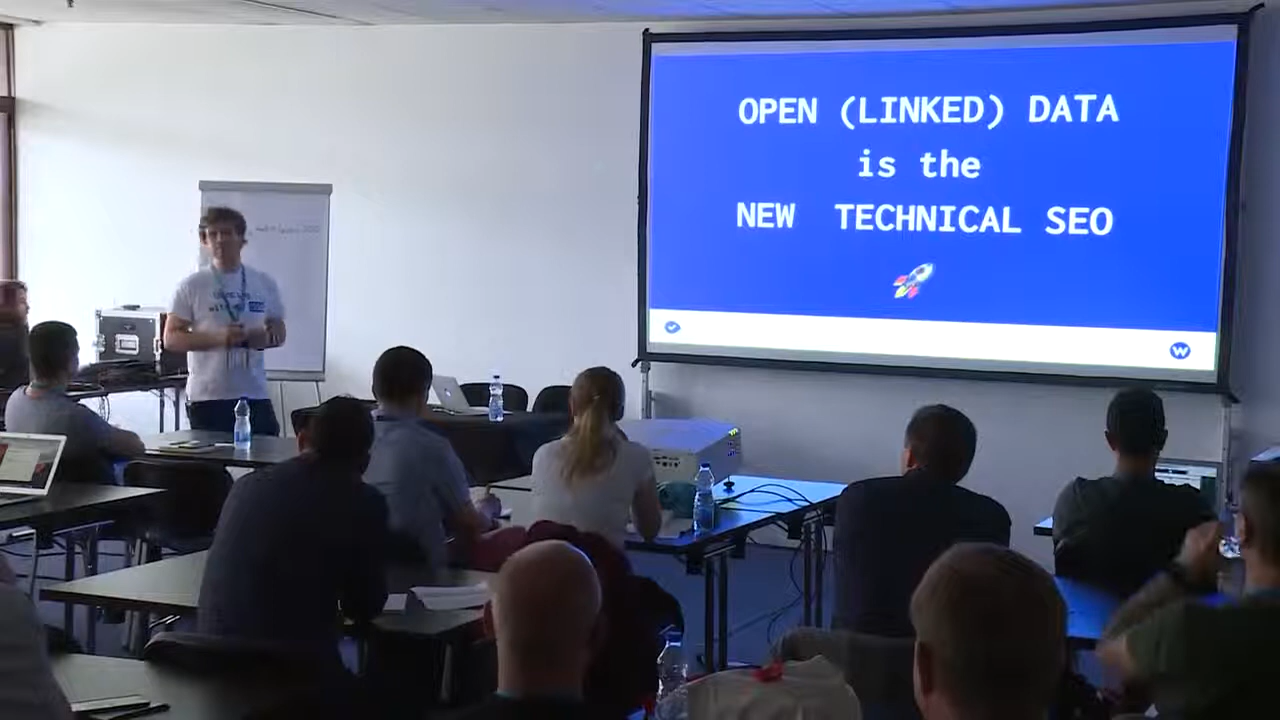 OPEN (LINKED) DATA
is the
NEW TECHNICAL SEO
W